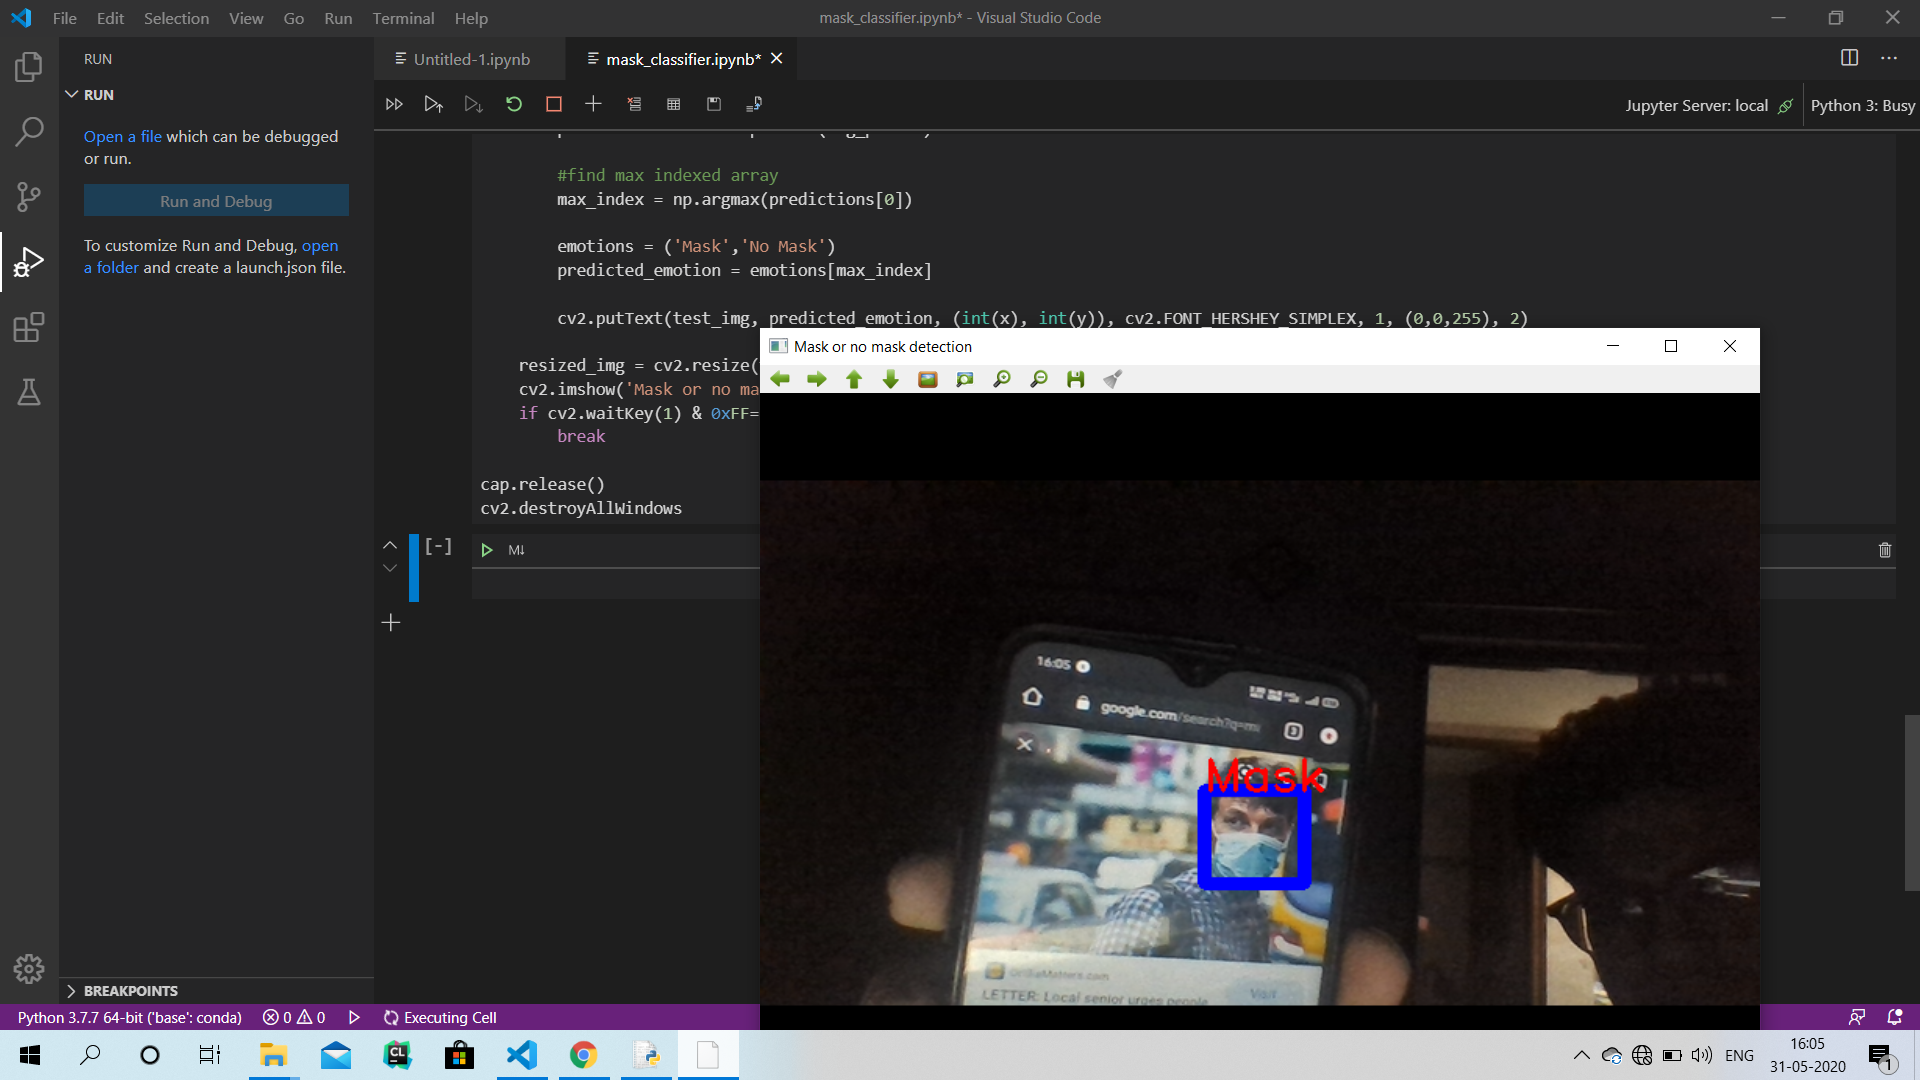 File Edit Selection View Go Run Terminal Help
mask_classifier.ipynb* - Visual Studio Code
RUN
Untitled-1.ipynb
mask_classifier.ipynb*
RUN
Jupyter Server: local
Python 3: Busy
Open a file which can be debugged
or run.
Run and Debug
To customize Run and Debug, open
a folder and create a launch.json file.
#find max indexed array
max_index = np.argmax(predictions[0])
emotions = ('Mask','No Mask')
predicted_emotion = emotions[max_index]
cv2.putText(test_img, predicted_emotion, (int(x), int(y)), cv2.FONT_HERSHEY_SIMPLEX, 1, (0,0,255), 2)
resized_img = cv2.resize(
cv2.imshow('Mask or no ma
if cv2.waitKey(1) & 0xFF=
break
cap.release()
cv2.destroyAllWindows
[-]
M↓
Mask or no mask detection
16:05
google.com/search?q=m
3
Mask
LETTER: Local senior urges people
Visit
BREAKPOINTS
Python 3.7.7 64-bit ('base': conda)
0
0
Executing Cell
CL
ENG
16:05
31-05-2020
1